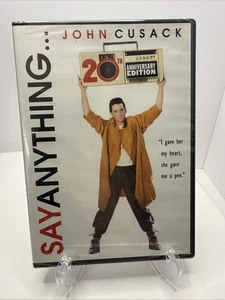 JOHN CUSACK
20TH
ANNIVERSARY
EDITION
SAY ANYTHING...
"I gave her
my heart,
she gave
me a pen."